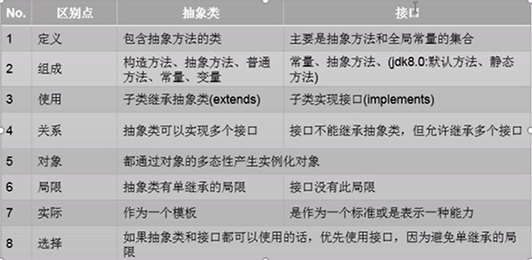 No. 区别点 抽象类 接口
1 定义 包含抽象方法的类 主要是抽象方法和全局常量的集合
2 组成 构造方法、抽象方法、普通方法、常量、变量 常量、抽象方法、(jdk8.0:默认方法、静态方法)
3 使用 子类继承抽象类(extends) 子类实现接口(implements)
4 关系 抽象类可以实现多个接口 接口不能继承抽象类，但允许继承多个接口
5 对象 都通过对象的多态性产生实例化对象
6 局限 抽象类有单继承的局限 接口没有此局限
7 实际 作为一个模板 是作为一个标准或是表示一种能力
8 选择 如果抽象类和接口都可以使用的话，优先使用接口，因为避免单继承的局限